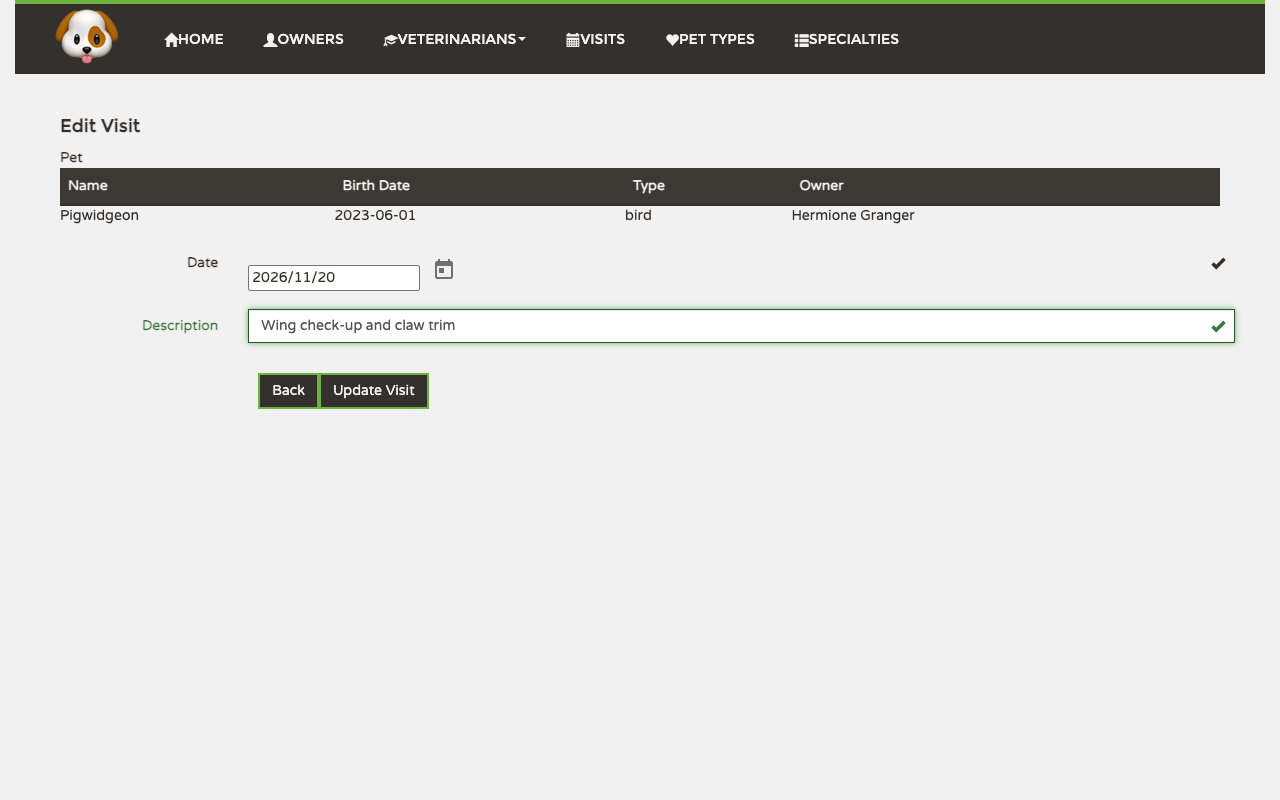 HOME OWNERS VETERINARIANS VISITS PET TYPES SPECIALTIES
Edit Visit
Pet
Name Birth Date Type Owner
Pigwidgeon 2023-06-01 bird Hermione Granger
Date 2026/11/20
Description Wing check-up and claw trim
Back Update Visit